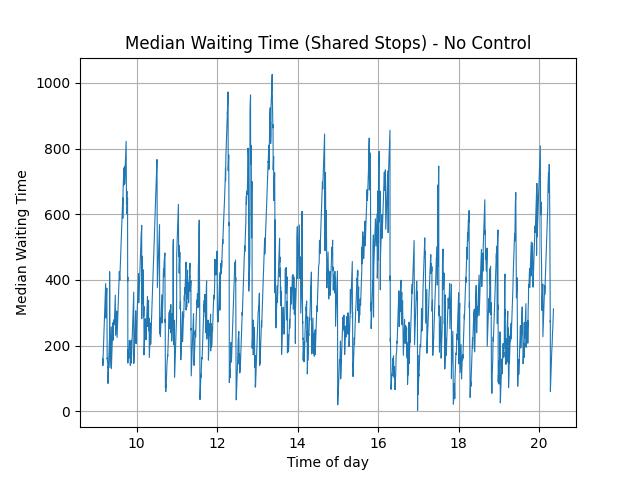 Median Waiting Time (Shared Stops) - No Control
1000
800
600
400
200
0
Median Waiting Time
10 12 14 16 18 20
Time of day